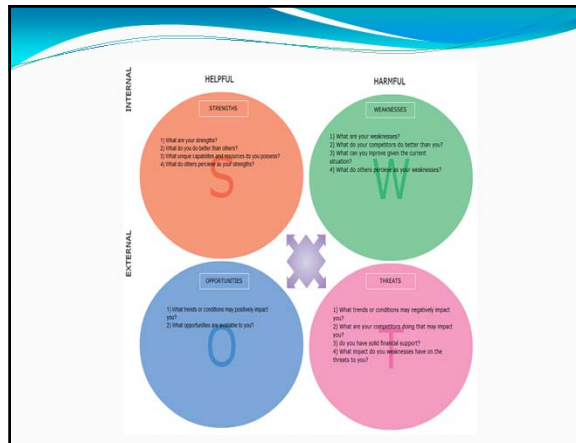 HELPFUL
HARMFUL
INTERNAL
STRENGTHS
1) What are your strengths?
2) What do you do better than others?
3) What unique capabilities and resources do you possess?
4) What do others percieve as your strengths?
S
WEAKNESSES
1) What are your weaknesses?
2) What do your competitors do better than you?
3) What can you improve given the current
situation?
4) What do others percieve as your weaknesses?
W
EXTERNAL
OPPORTUNITIES
1) What trends or conditions may positively impact
you?
2) What opportunities are available to you?
O
THREATS
1) What trends or conditions may negatively impact
you?
2) What are your competitors doing that may impact
you?
3) do you have solid financial support?
4) What impact do you weaknesses have on the
threats to you?
T